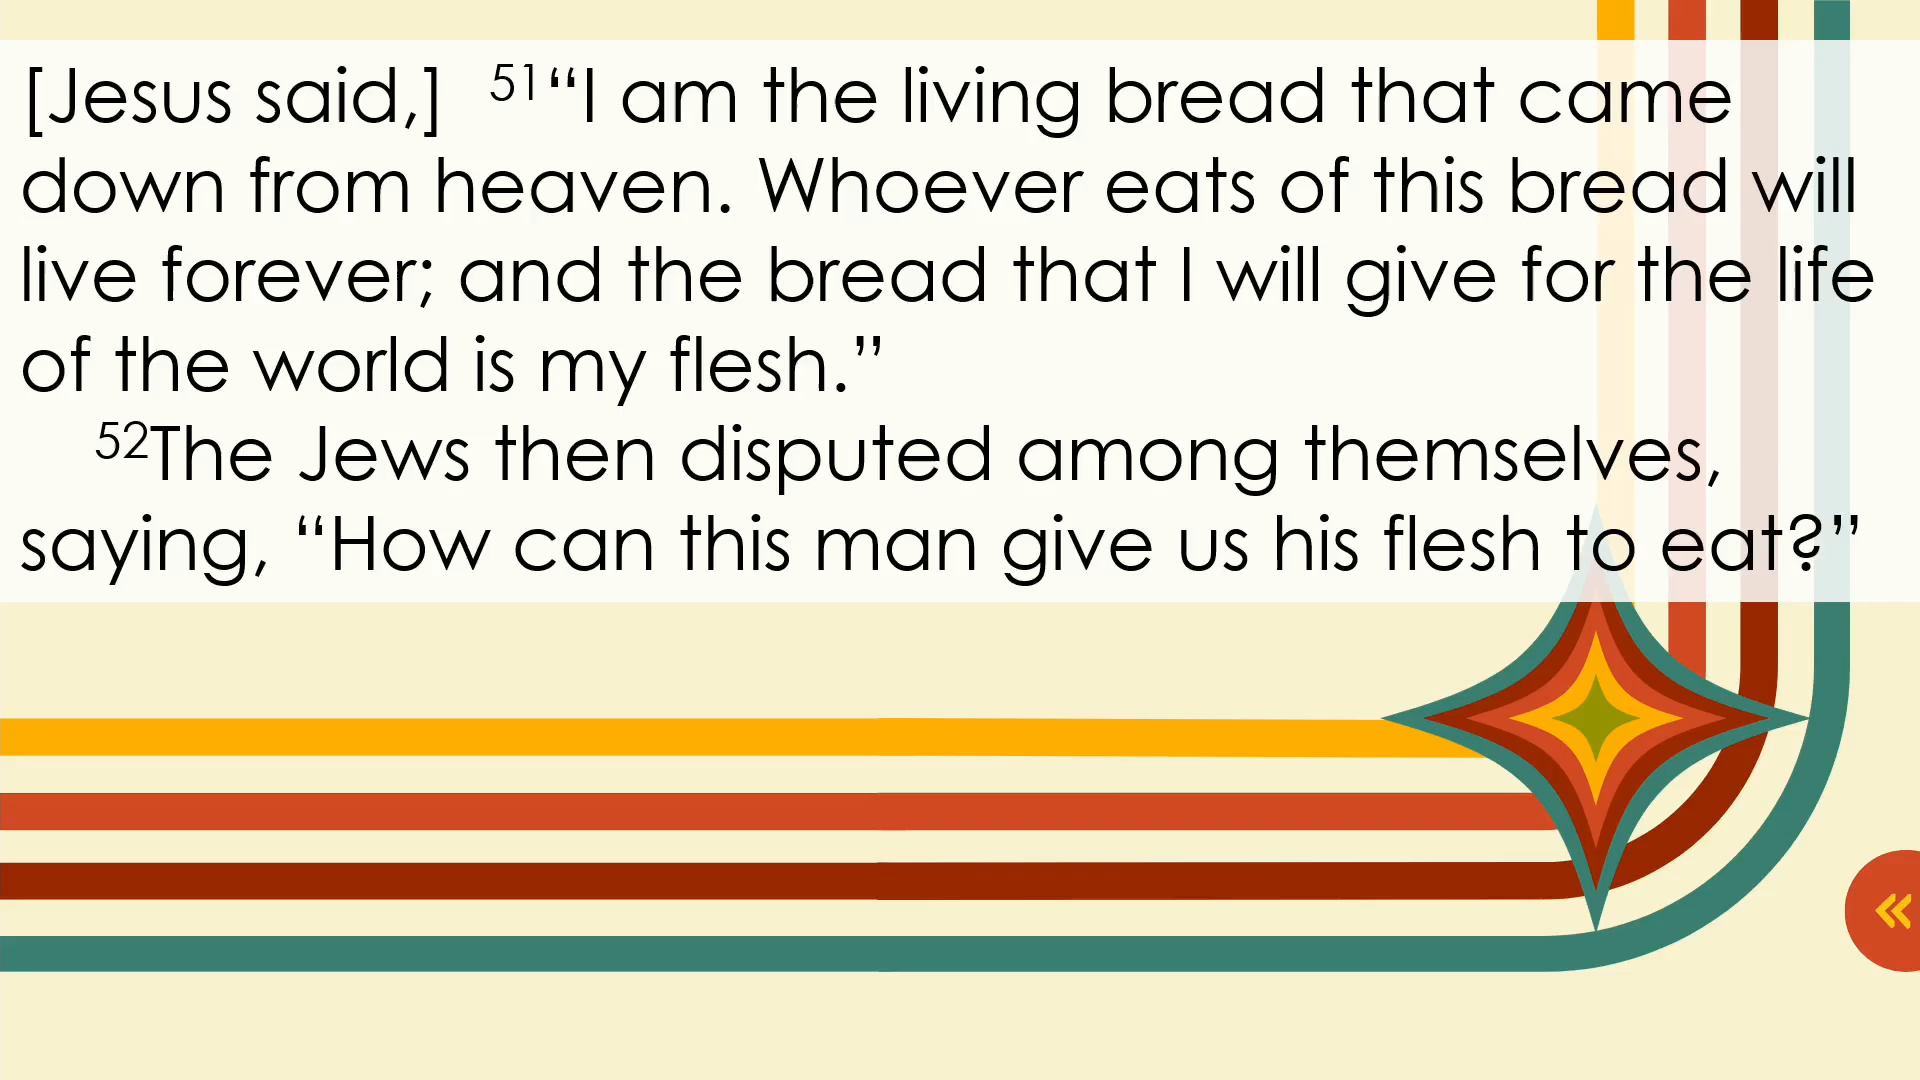 [Jesus said,] 51“I am the living bread that came
down from heaven. Whoever eats of this bread will
live forever; and the bread that I will give for the life
of the world is my flesh.”
52The Jews then disputed among themselves,
saying, “How can this man give us his flesh to eat?”
«